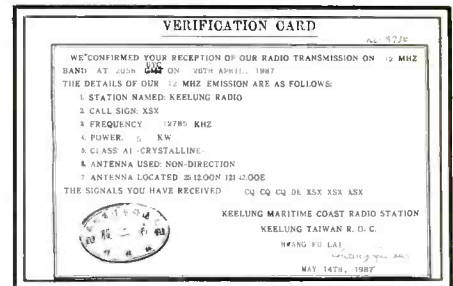 VERIFICATION CARD
WE CONFIRMED YOUR RECEPTION OF OUR RADIO TRANSMISSION ON 12 MHZ
BAND AT 2058 UTC ON 28TH APRIL, 1987
THE DETAILS OF OUR 12 MHZ EMISSION ARE AS FOLLOWS:
1. STATION NAMED: KEELUNG RADIO
2. CALL SIGN: XSX
3. FREQUENCY 12785 KHZ
4. POWER: 5 KW
5. CLASS A1 -CRYSTALLINE-
6. ANTENNA USED: NON-DIRECTION
7. ANTENNA LOCATED 25 12.00N 121 42.00E
THE SIGNALS YOU HAVE RECEIVED CQ CQ CQ DE XSX XSX XSX
KEELUNG MARITIME COAST RADIO STATION
KEELUNG TAIWAN R. O. C.
HWANG FU LAI
MAY 14TH, 1987